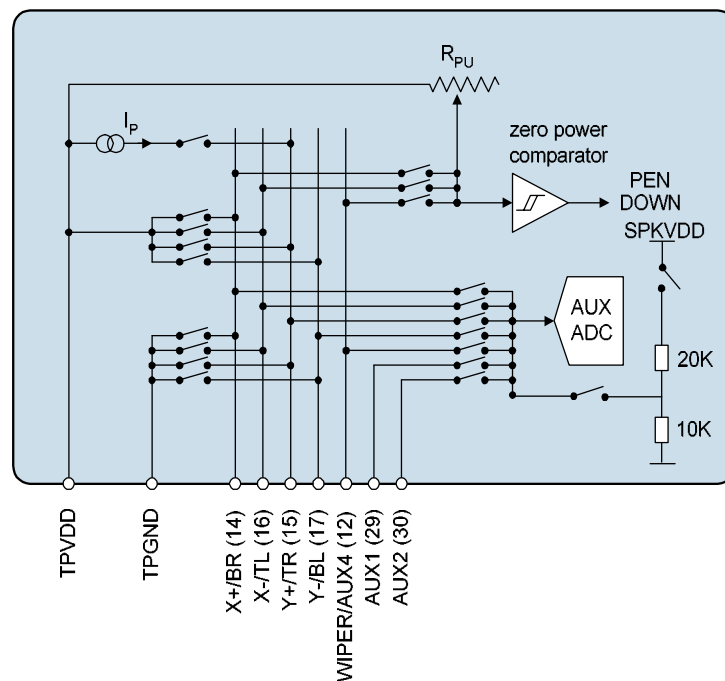 RPU
IP
zero power
comparator
PEN
DOWN
SPKVDD
AUX
ADC
20K
10K
TPVDD
TPGND
X+/BR (14)
X-/TL (16)
Y+/TR (15)
Y-/BL (17)
WIPER/AUX4 (12)
AUX1 (29)
AUX2 (30)